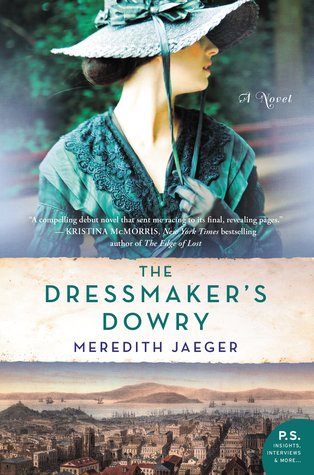 A Novel
"A compelling debut novel that sent me racing to its final, revealing pages."
— KRISTINA McMORRIS, New York Times bestselling
author of The Edge of Lost
THE
DRESSMAKER'S
DOWRY
MEREDITH JAEGER
P.S.
INSIGHTS,
INTERVIEWS
& MORE...